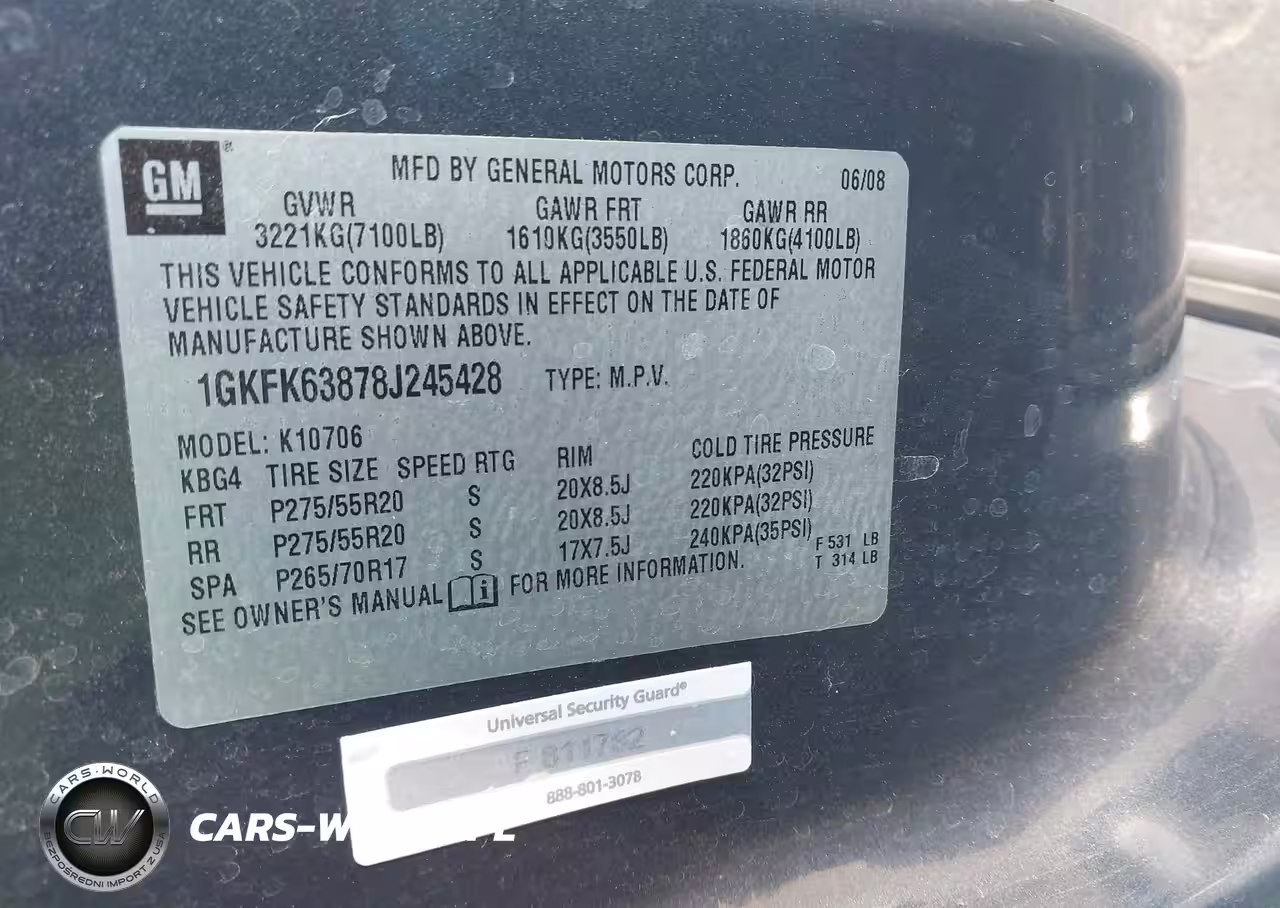 GM®
MFD BY GENERAL MOTORS CORP. 06/08
GVWR GAWR FRT GAWR RR
3221KG(7100LB) 1610KG(3550LB) 1860KG(4100LB)
THIS VEHICLE CONFORMS TO ALL APPLICABLE U.S. FEDERAL MOTOR
VEHICLE SAFETY STANDARDS IN EFFECT ON THE DATE OF
MANUFACTURE SHOWN ABOVE.
1GKFK63878J245428 TYPE: M.P.V.
MODEL: K10706
KBG4 TIRE SIZE SPEED RTG RIM COLD TIRE PRESSURE
FRT P275/55R20 S 20X8.5J 220KPA(32PSI)
RR P275/55R20 S 20X8.5J 220KPA(32PSI)
SPA P265/70R17 S 17X7.5J 240KPA(35PSI)
F 531 LB
T 314 LB
SEE OWNER'S MANUAL FOR MORE INFORMATION.
Universal Security Guard®
888-801-3078
CARS-WORLD
CW
BEZPOŚREDNI IMPORT Z USA